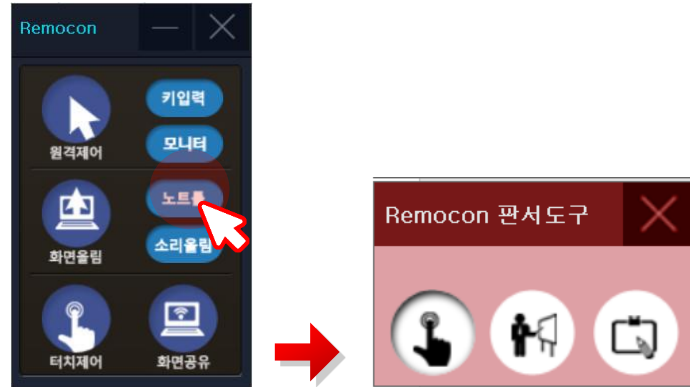 Remocon
키입력
원격제어
모니터
노트툴
화면올림
소리올림
터치제어
화면공유
Remocon 판서도구